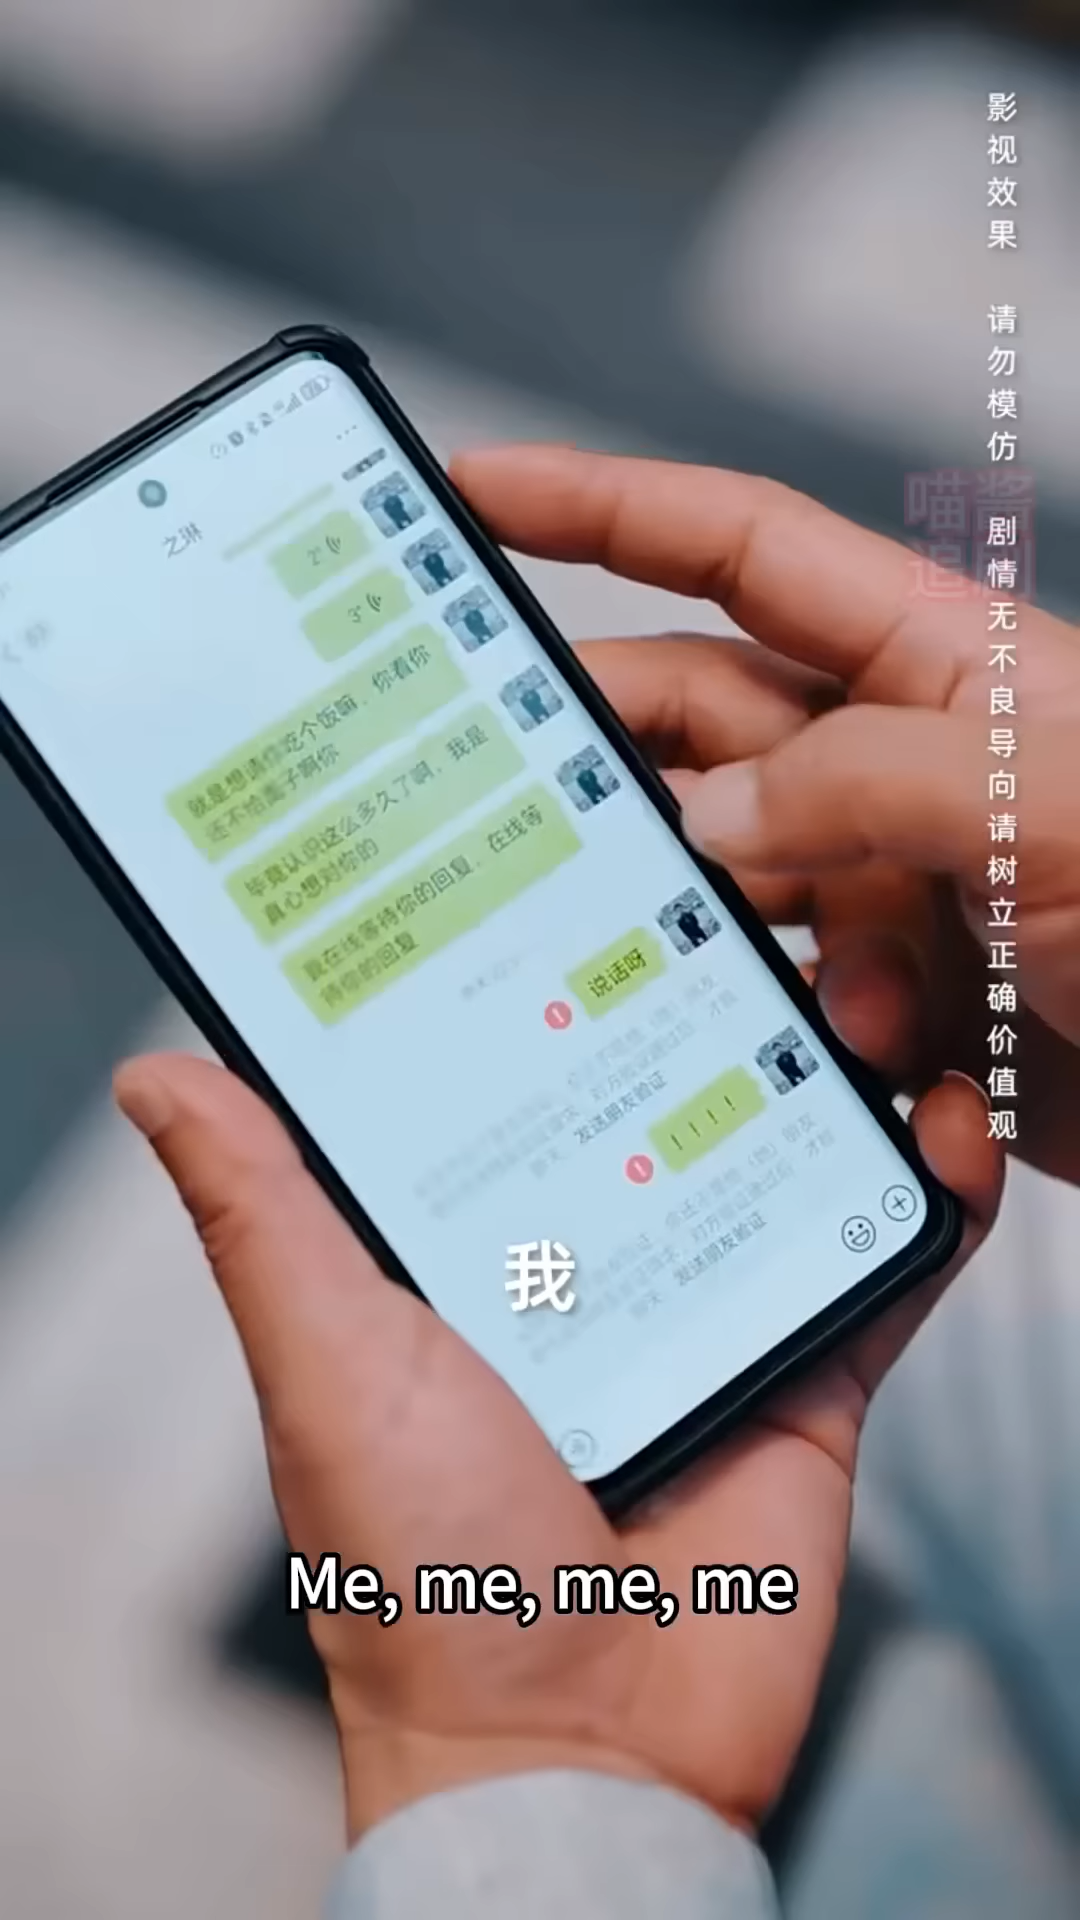 影视效果 请勿模仿 剧情无不良导向请树立正确价值观
喵酱
追剧
之琳
2"
3"
就是想请你吃个饭嘛，你看你
还不给面子啊你
毕竟认识这么多久了啊，我是
真心想对你的
我在线等待你的回复，在线等
待你的回复
说话呀
发送朋友验证
！！！！
发送朋友验证
我
Me, me, me, me